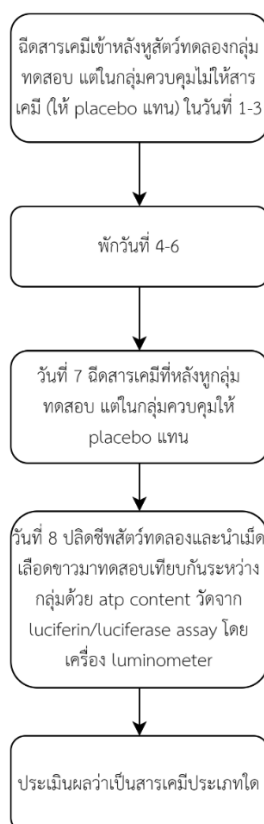 ฉีดสารเคมีเข้าหลังหูสัตว์ทดลองกลุ่ม
ทดสอบ แต่ในกลุ่มควบคุมไม่ให้สาร
เคมี (ให้ placebo แทน) ในวันที่ 1-3
พักวันที่ 4-6
วันที่ 7 ฉีดสารเคมีที่หลังหูกลุ่ม
ทดสอบ แต่ในกลุ่มควบคุมให้
placebo แทน
วันที่ 8 ปลิดชีพสัตว์ทดลองและนำเม็ด
เลือดขาวมาทดสอบเทียบกันระหว่าง
กลุ่มด้วย atp content วัดจาก
luciferin/luciferase assay โดย
เครื่อง luminometer
ประเมินผลว่าเป็นสารเคมีประเภทใด